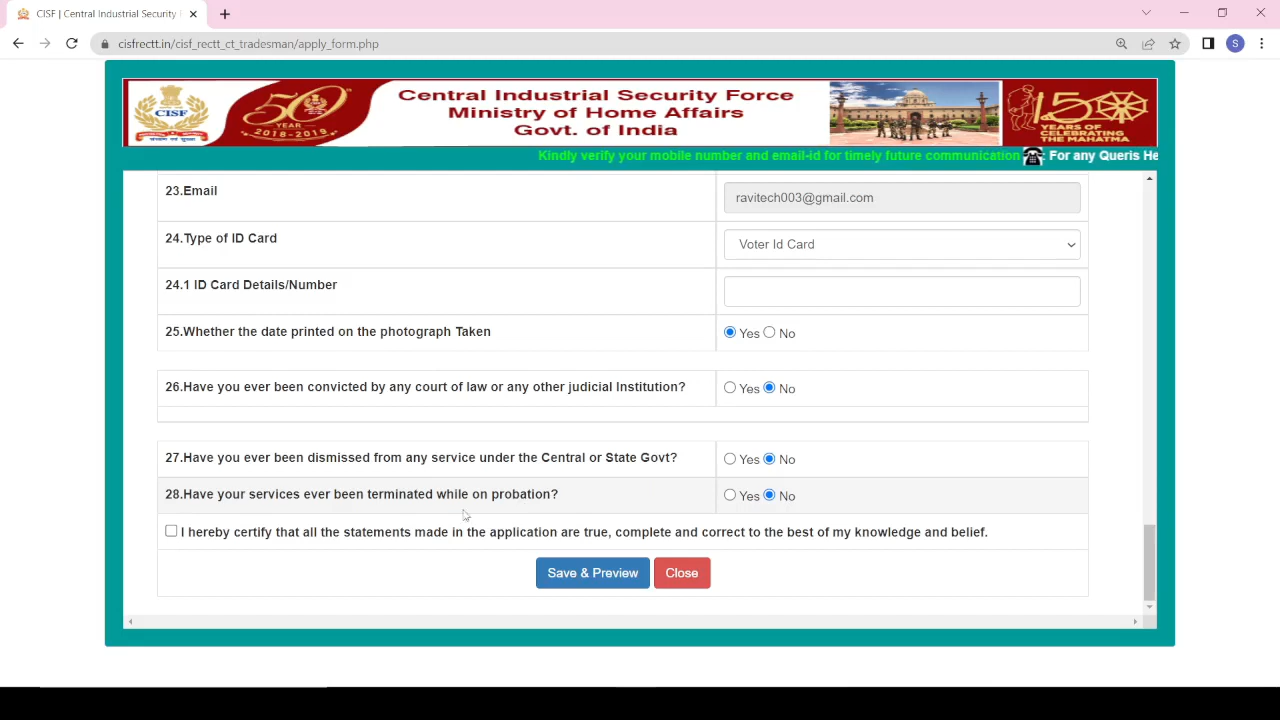 CISF | Central Industrial Security
cisfrectt.in/cisf_rectt_ct_tradesman/apply_form.php
S
CISF
50
YEAR
2018-2019
Central Industrial Security Force
Ministry of Home Affairs
Govt. of India
150
YEARS OF
CELEBRATING
THE MAHATMA
Kindly verify your mobile number and email-id for timely future communication
For any Queris He
23.Email
ravitech003@gmail.com
24.Type of ID Card
Voter Id Card
24.1 ID Card Details/Number
25.Whether the date printed on the photograph Taken
Yes No
26.Have you ever been convicted by any court of law or any other judicial Institution?
Yes No
27.Have you ever been dismissed from any service under the Central or State Govt?
Yes No
28.Have your services ever been terminated while on probation?
Yes No
I hereby certify that all the statements made in the application are true, complete and correct to the best of my knowledge and belief.
Save & Preview
Close